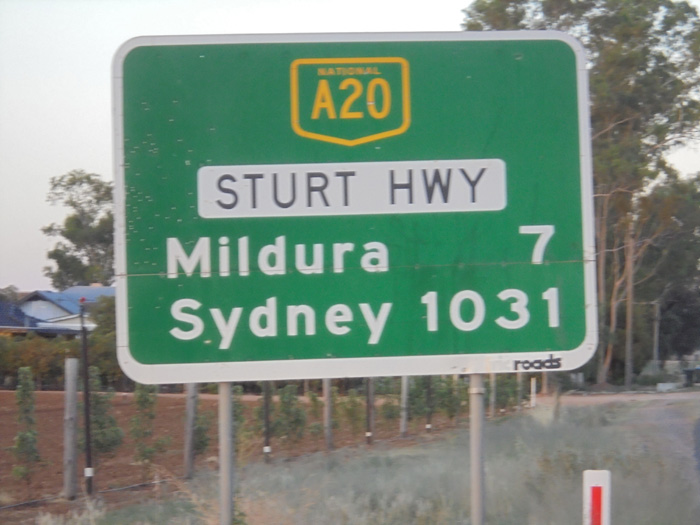 NATIONAL
A20
STURT HWY
Mildura 7
Sydney 1031
roads